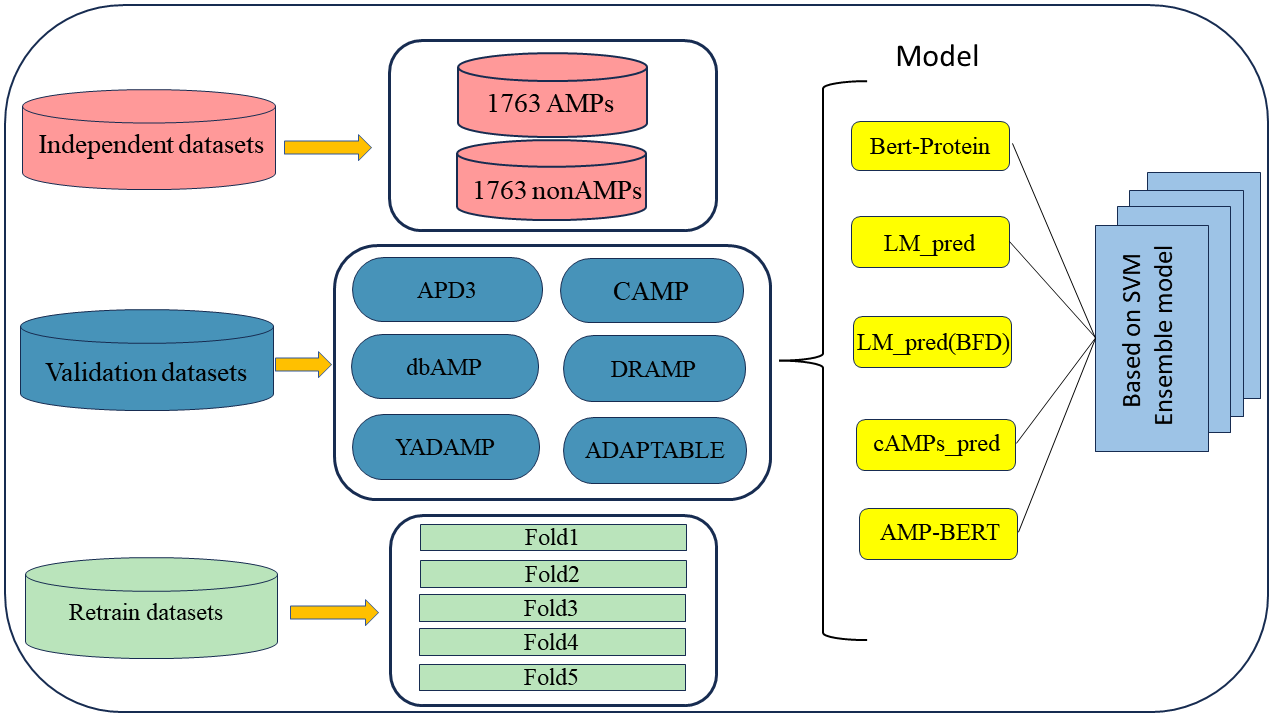 Independent datasets
1763 AMPs
1763 nonAMPs
Validation datasets
APD3
CAMP
dbAMP
DRAMP
YADAMP
ADAPTABLE
Retrain datasets
Fold1
Fold2
Fold3
Fold4
Fold5
Model
Bert-Protein
LM_pred
LM_pred(BFD)
cAMPs_pred
AMP-BERT
Based on SVM
Ensemble model